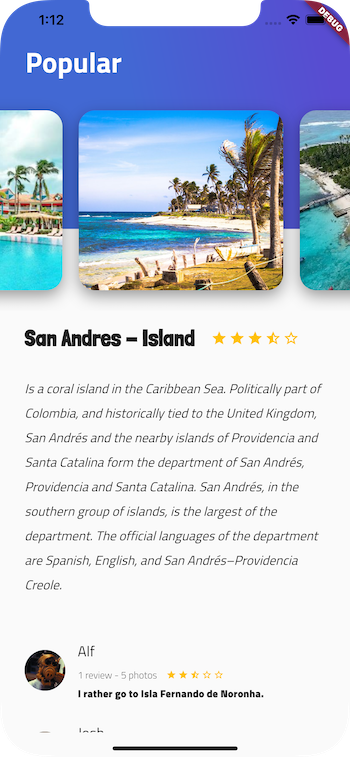 1:12
DEBUG
Popular
San Andres – Island
Is a coral island in the Caribbean Sea. Politically part of
Colombia, and historically tied to the United Kingdom,
San Andrés and the nearby islands of Providencia and
Santa Catalina form the department of San Andrés,
Providencia and Santa Catalina. San Andrés, in the
southern group of islands, is the largest of the
department. The official languages of the department
are Spanish, English, and San Andrés–Providencia
Creole.
Alf
1 review - 5 photos
I rather go to Isla Fernando de Noronha.